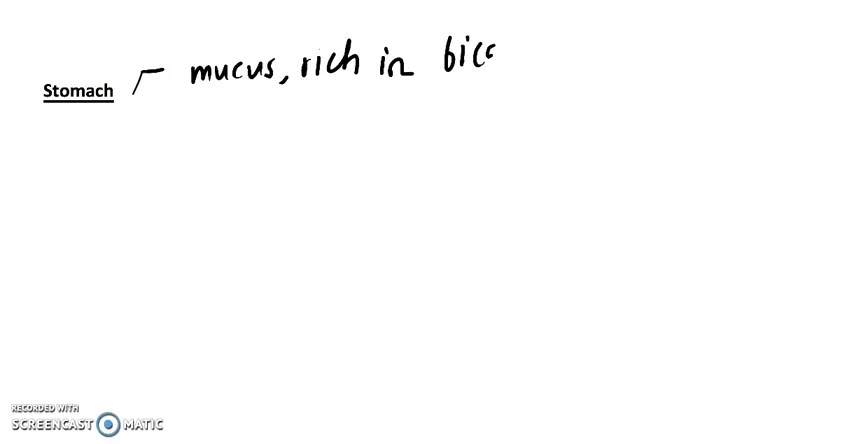 mucus, rich in bicc
Stomach
RECORDED WITH
SCREENCAST MATIC